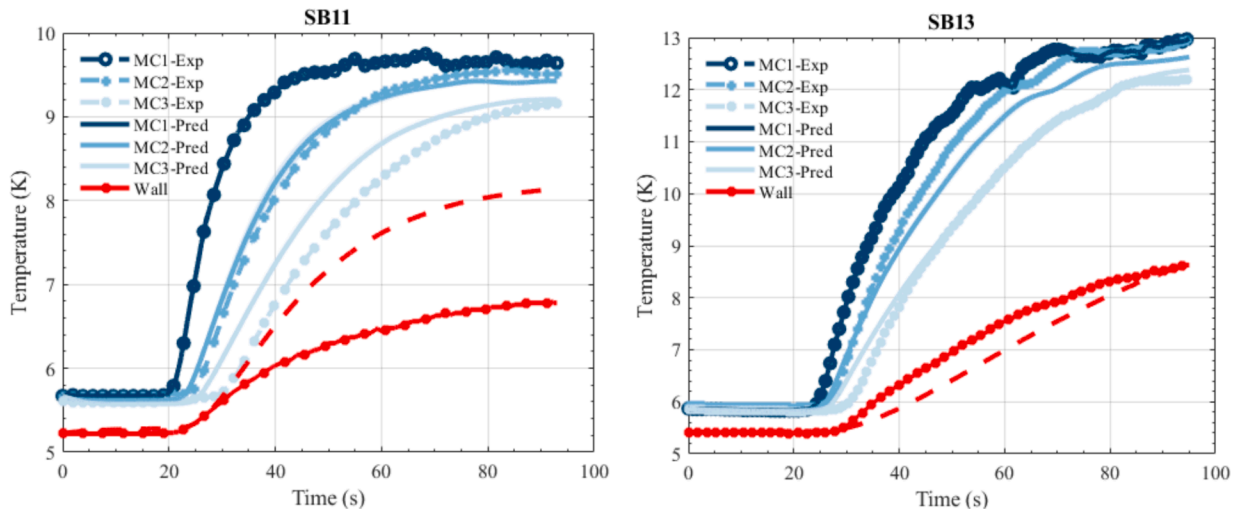 SB11
10
9
8
7
6
5
Temperature (K)
MC1-Exp
MC2-Exp
MC3-Exp
MC1-Pred
MC2-Pred
MC3-Pred
Wall
0 20 40 60 80 100
Time (s)
SB13
13
12
11
10
9
8
7
6
5
Temperature (K)
MC1-Exp
MC2-Exp
MC3-Exp
MC1-Pred
MC2-Pred
MC3-Pred
Wall
0 20 40 60 80 100
Time (s)